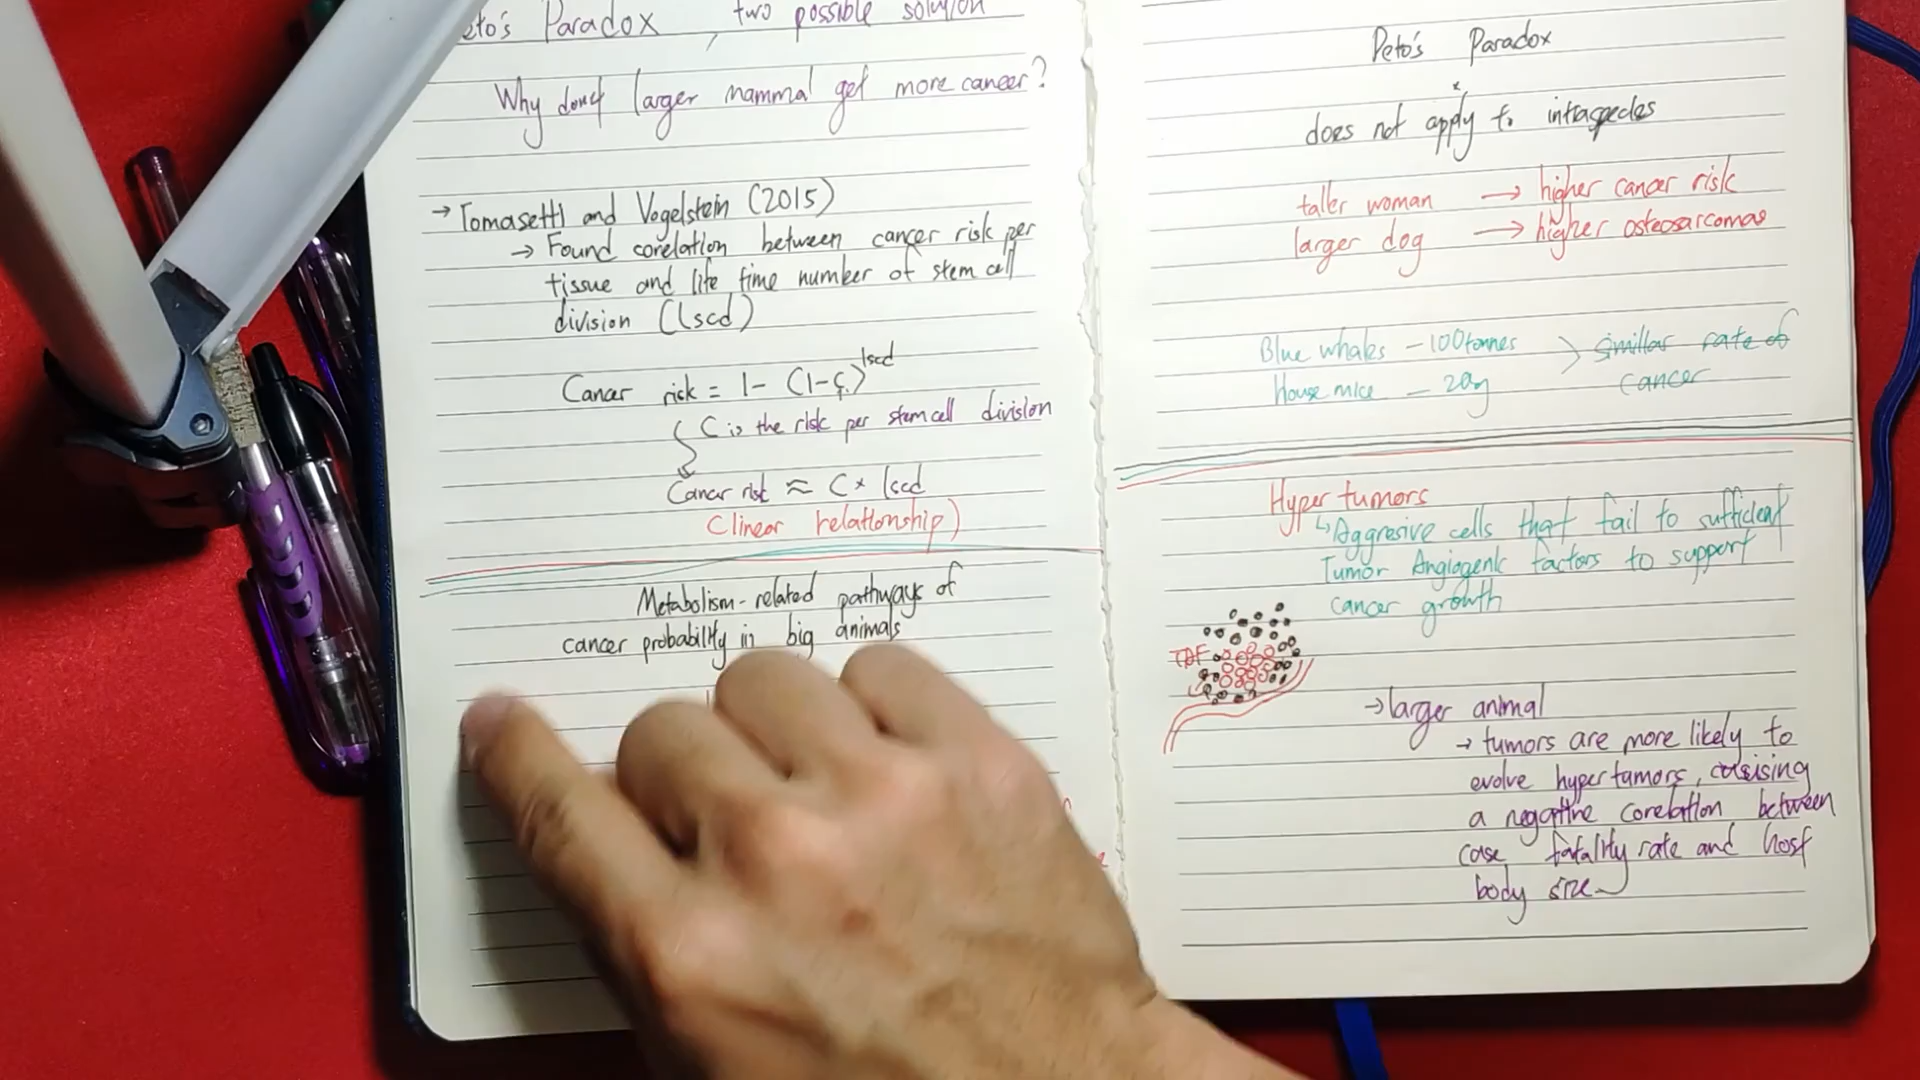 eto's Paradox, two possible solution
Why don't larger mammal get more cancer?
→ Tomasetti and Vogelstein (2015)
→ Found corelation between cancer risk per
tissue and life time number of stem cell
division (lscd)
Cancer risk = 1 - (1-c)^lscd
C is the risk per stem cell division
Cancer risk ≈ C × lscd
(linear relationship)
Metabolism-related pathways of
cancer probability in big animals
Peto's Paradox
does not apply to intraspecies
taller woman → higher cancer risk
larger dog → higher osteosarcomas
Blue whales - 100 tonnes > simillar rate of
house mice - 20g cancer
Hyper tumors
↳ Aggresive cells that fail to sufficient
Tumor Angiogenic factors to support
cancer growth
TAF
→ larger animal
→ tumors are more likely to
evolve hypertumors,
a negative corelation between
case fatality rate and host
body size